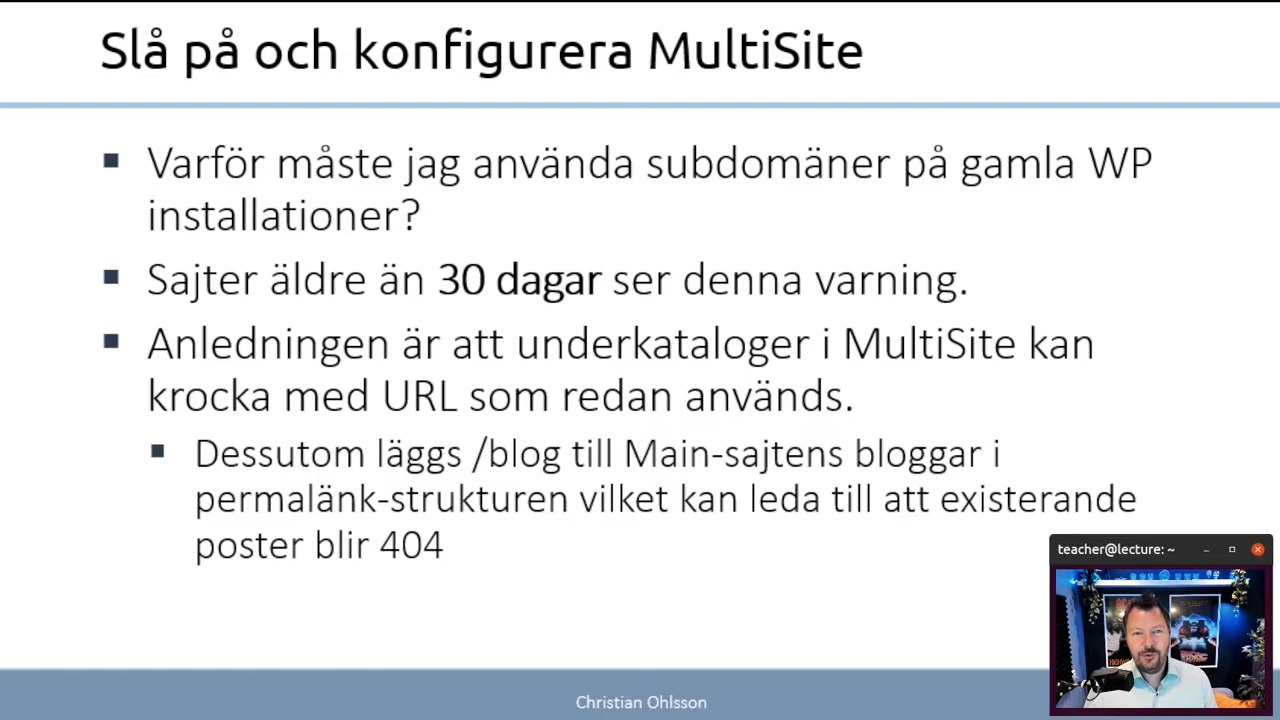 Slå på och konfigurera MultiSite
Varför måste jag använda subdomäner på gamla WP
installationer?
Sajter äldre än 30 dagar ser denna varning.
Anledningen är att underkataloger i MultiSite kan
krocka med URL som redan används.
Dessutom läggs /blog till Main-sajtens bloggar i
permalänk-strukturen vilket kan leda till att existerande
poster blir 404
teacher@lecture: ~
Christian Ohlsson